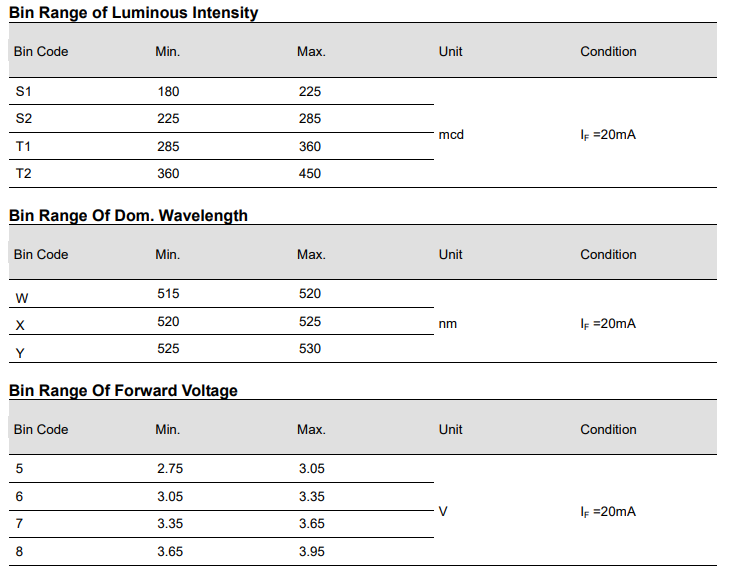 Bin Range of Luminous Intensity
Bin Code Min. Max. Unit Condition
S1 180 225
S2 225 285
mcd IF =20mA
T1 285 360
T2 360 450
Bin Range Of Dom. Wavelength
Bin Code Min. Max. Unit Condition
W 515 520
X 520 525 nm IF =20mA
Y 525 530
Bin Range Of Forward Voltage
Bin Code Min. Max. Unit Condition
5 2.75 3.05
6 3.05 3.35
V IF =20mA
7 3.35 3.65
8 3.65 3.95